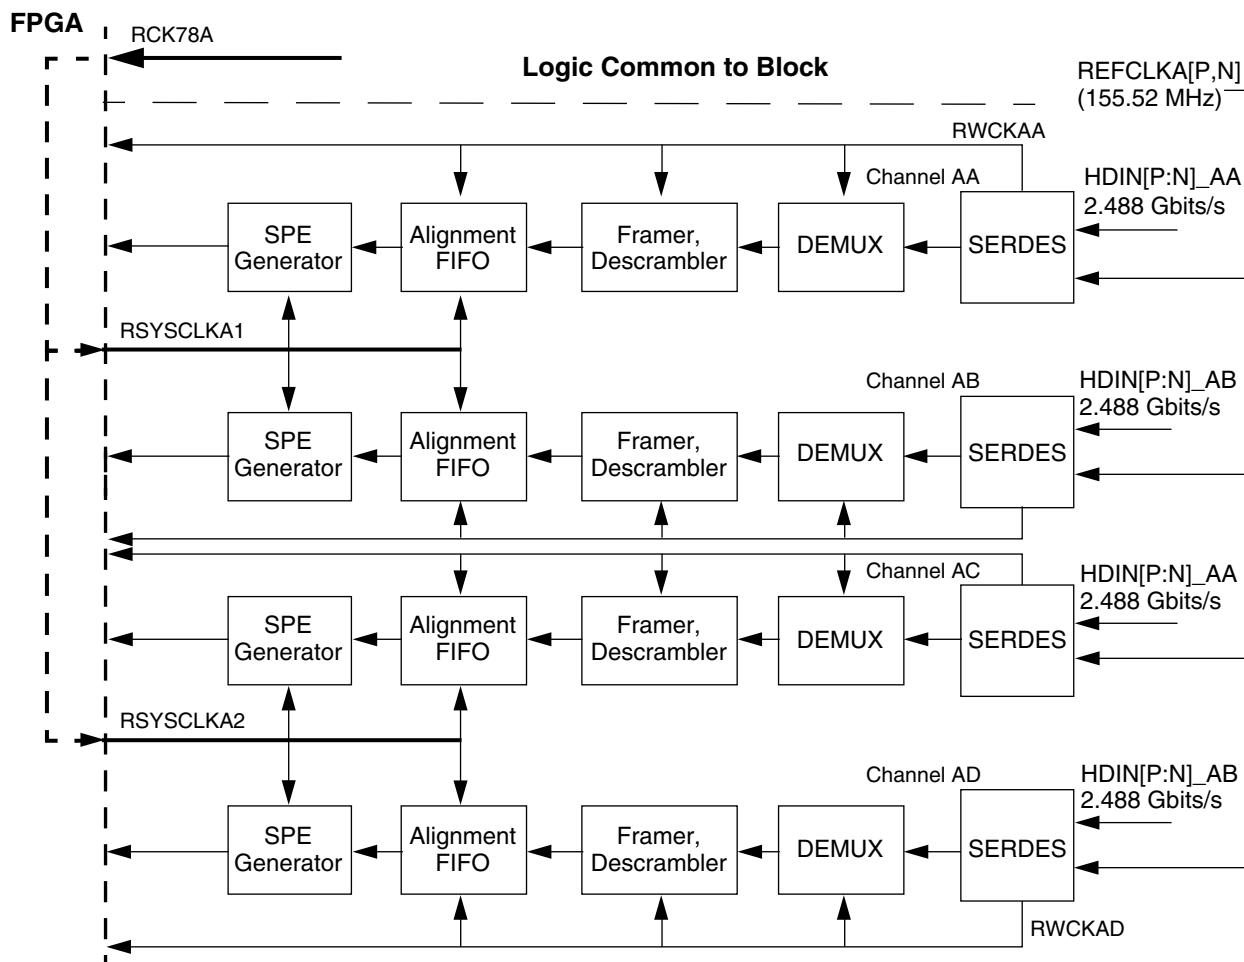 FPGA
RCK78A
Logic Common to Block
REFCLKA[P,N]
(155.52 MHz)
RWCKAA
Channel AA
HDIN[P:N]_AA
2.488 Gbits/s
SPE
Generator
Alignment
FIFO
Framer,
Descrambler
DEMUX
SERDES
RSYSCLKA1
Channel AB
HDIN[P:N]_AB
2.488 Gbits/s
SPE
Generator
Alignment
FIFO
Framer,
Descrambler
DEMUX
SERDES
Channel AC
HDIN[P:N]_AA
2.488 Gbits/s
SPE
Generator
Alignment
FIFO
Framer,
Descrambler
DEMUX
SERDES
RSYSCLKA2
Channel AD
HDIN[P:N]_AB
2.488 Gbits/s
SPE
Generator
Alignment
FIFO
Framer,
Descrambler
DEMUX
SERDES
RWCKAD